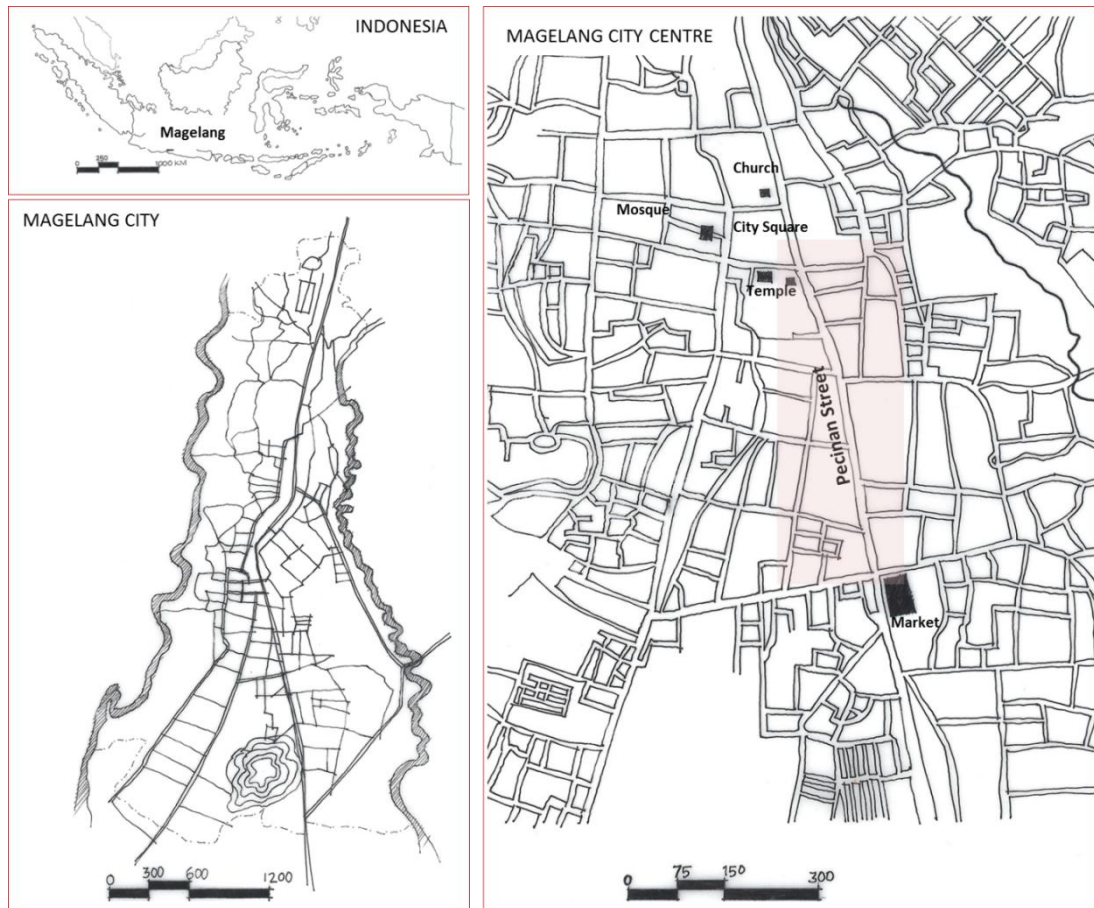 INDONESIA
Magelang
0 250 1000 KM
MAGELANG CITY
0 300 600 1200
MAGELANG CITY CENTRE
Church
Mosque
City Square
Temple
Pecinan Street
Market
0 75 150 300